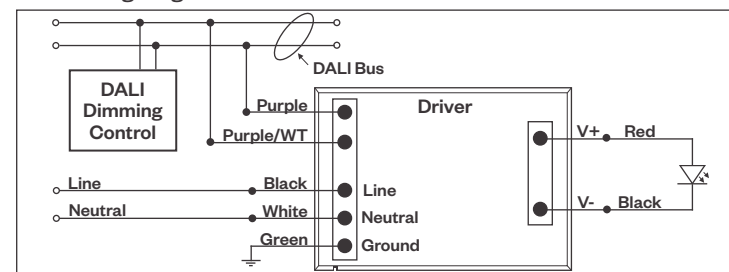 DALI Bus
DALI
Dimming
Control
Driver
Purple
Purple/WT
V+ Red
Line Black Line
V- Black
Neutral White Neutral
Green Ground